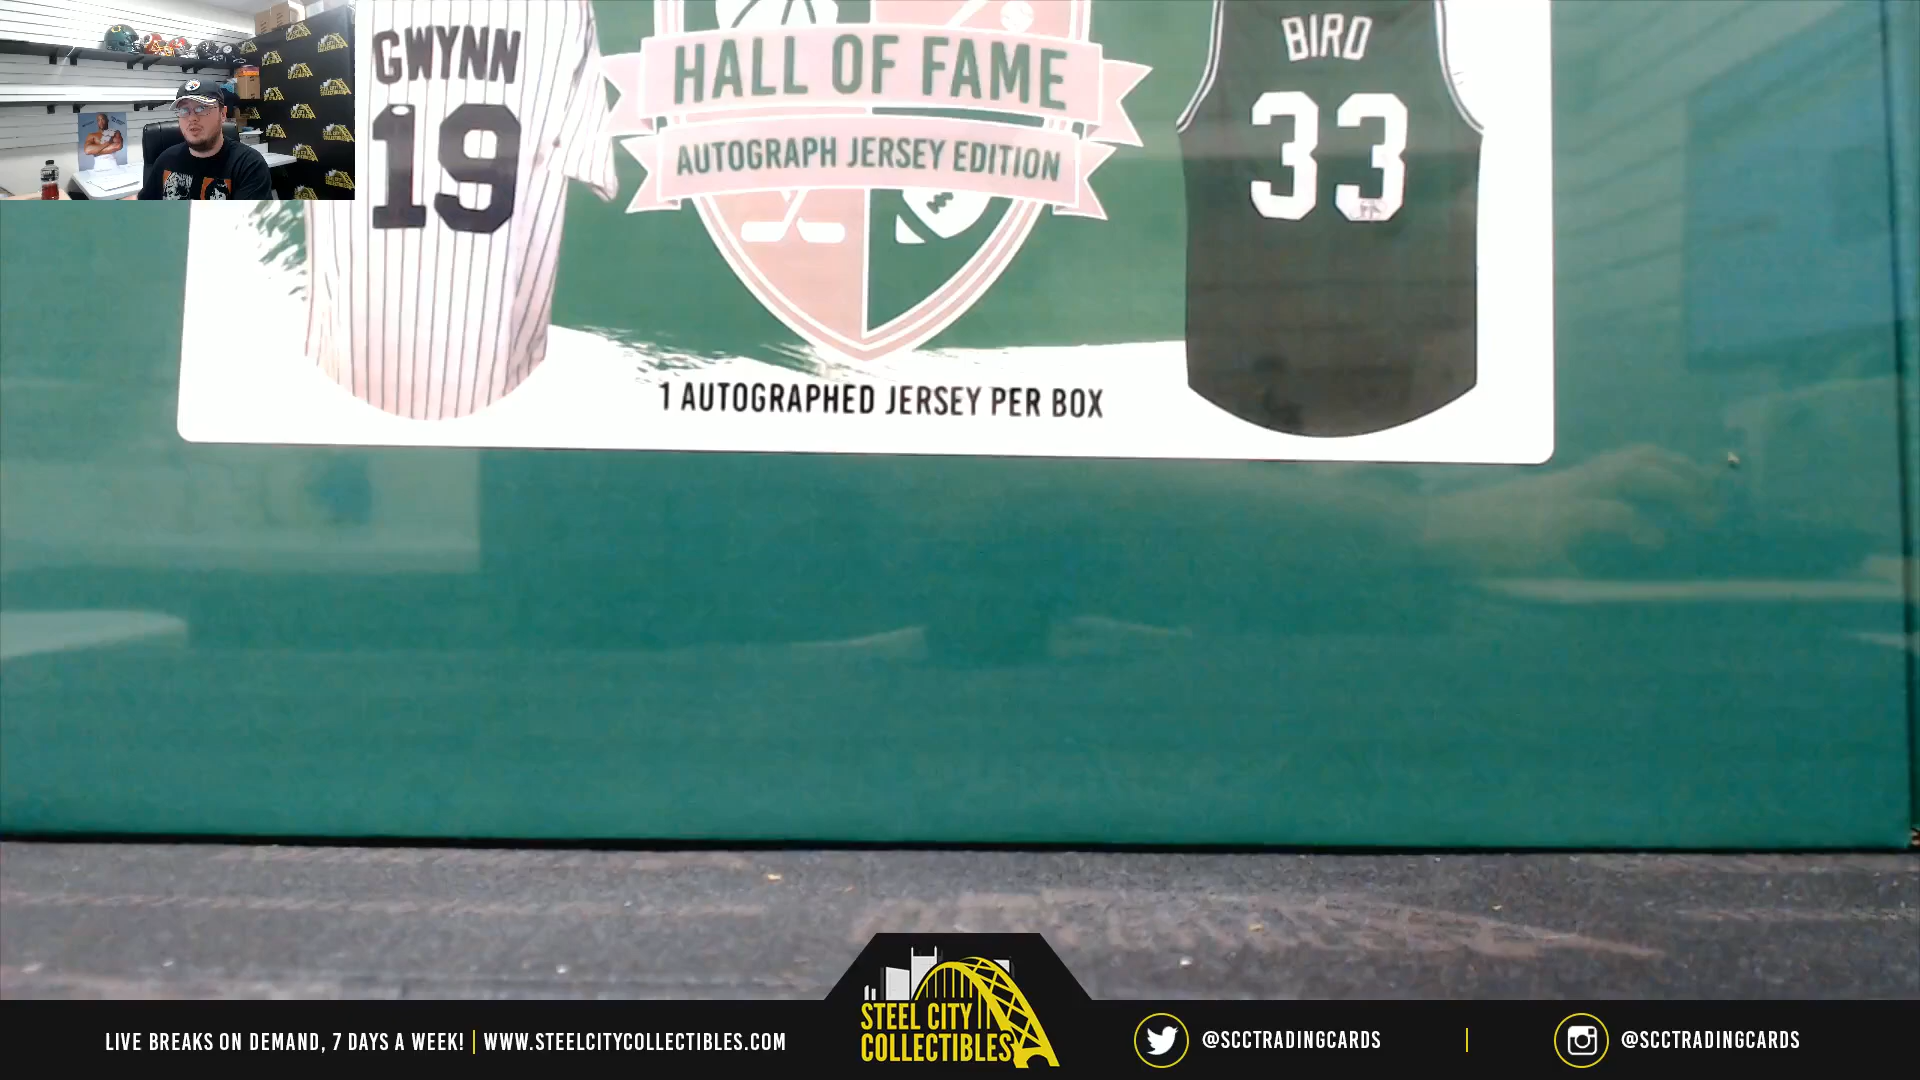 GWYNN
19
HALL OF FAME
AUTOGRAPH JERSEY EDITION
BIRD
33
1 AUTOGRAPHED JERSEY PER BOX
LIVE BREAKS ON DEMAND, 7 DAYS A WEEK! | WWW.STEELCITYCOLLECTIBLES.COM
STEEL CITY
COLLECTIBLES
@SCCTRADINGCARDS
@SCCTRADINGCARDS